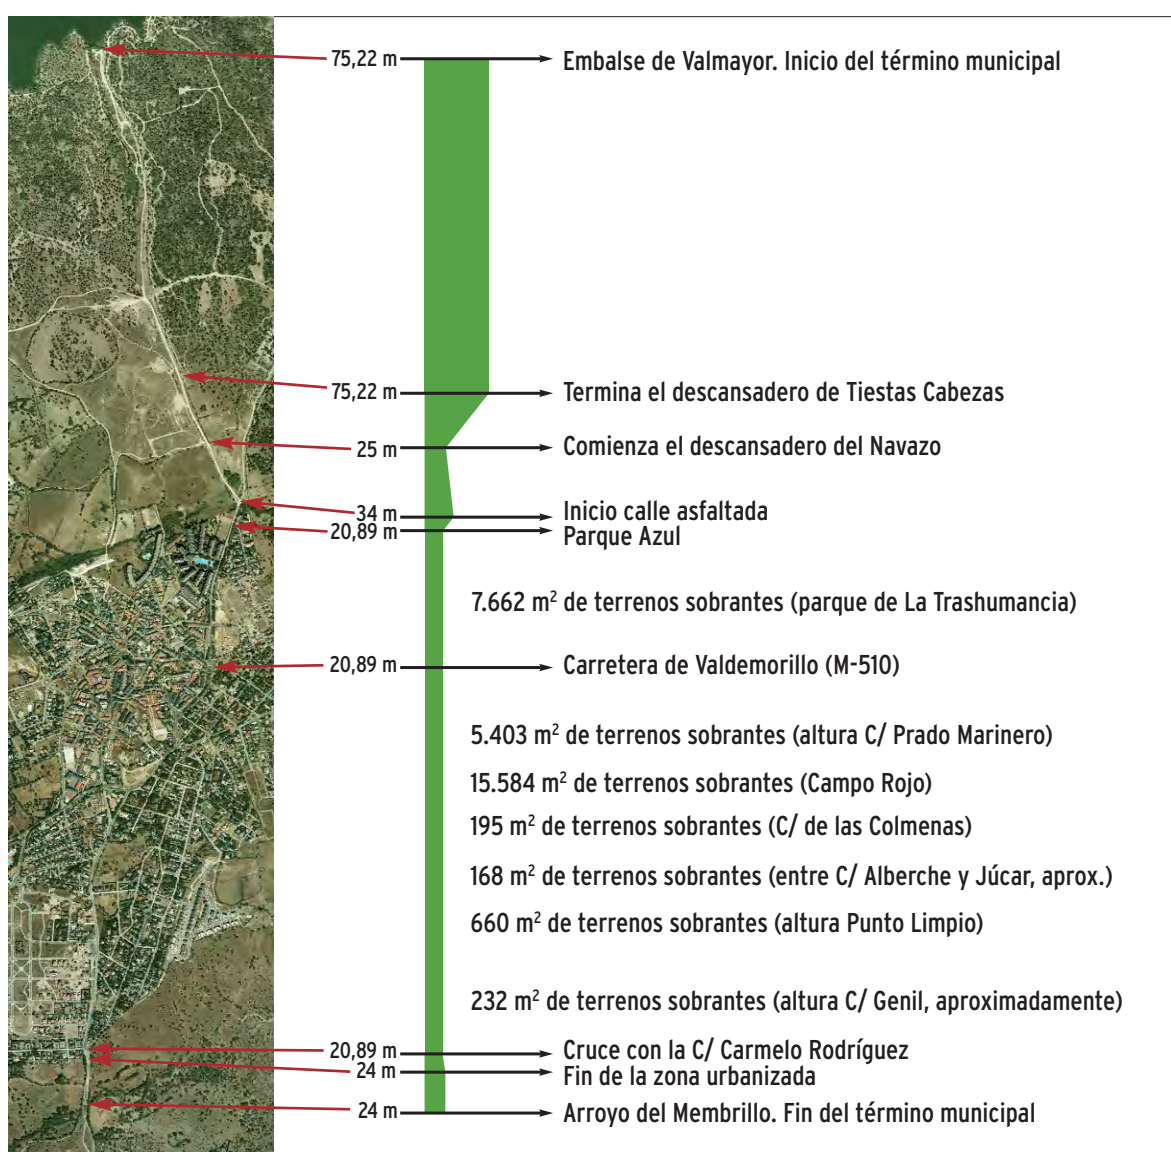 75,22 m Embalse de Valmayor. Inicio del término municipal
75,22 m Termina el descansadero de Tiestas Cabezas
25 m Comienza el descansadero del Navazo
34 m Inicio calle asfaltada
20,89 m Parque Azul
7.662 m² de terrenos sobrantes (parque de La Trashumancia)
20,89 m Carretera de Valdemorillo (M-510)
5.403 m² de terrenos sobrantes (altura C/ Prado Marinero)
15.584 m² de terrenos sobrantes (Campo Rojo)
195 m² de terrenos sobrantes (C/ de las Colmenas)
168 m² de terrenos sobrantes (entre C/ Alberche y Júcar, aprox.)
660 m² de terrenos sobrantes (altura Punto Limpio)
232 m² de terrenos sobrantes (altura C/ Genil, aproximadamente)
20,89 m Cruce con la C/ Carmelo Rodríguez
24 m Fin de la zona urbanizada
24 m Arroyo del Membrillo. Fin del término municipal